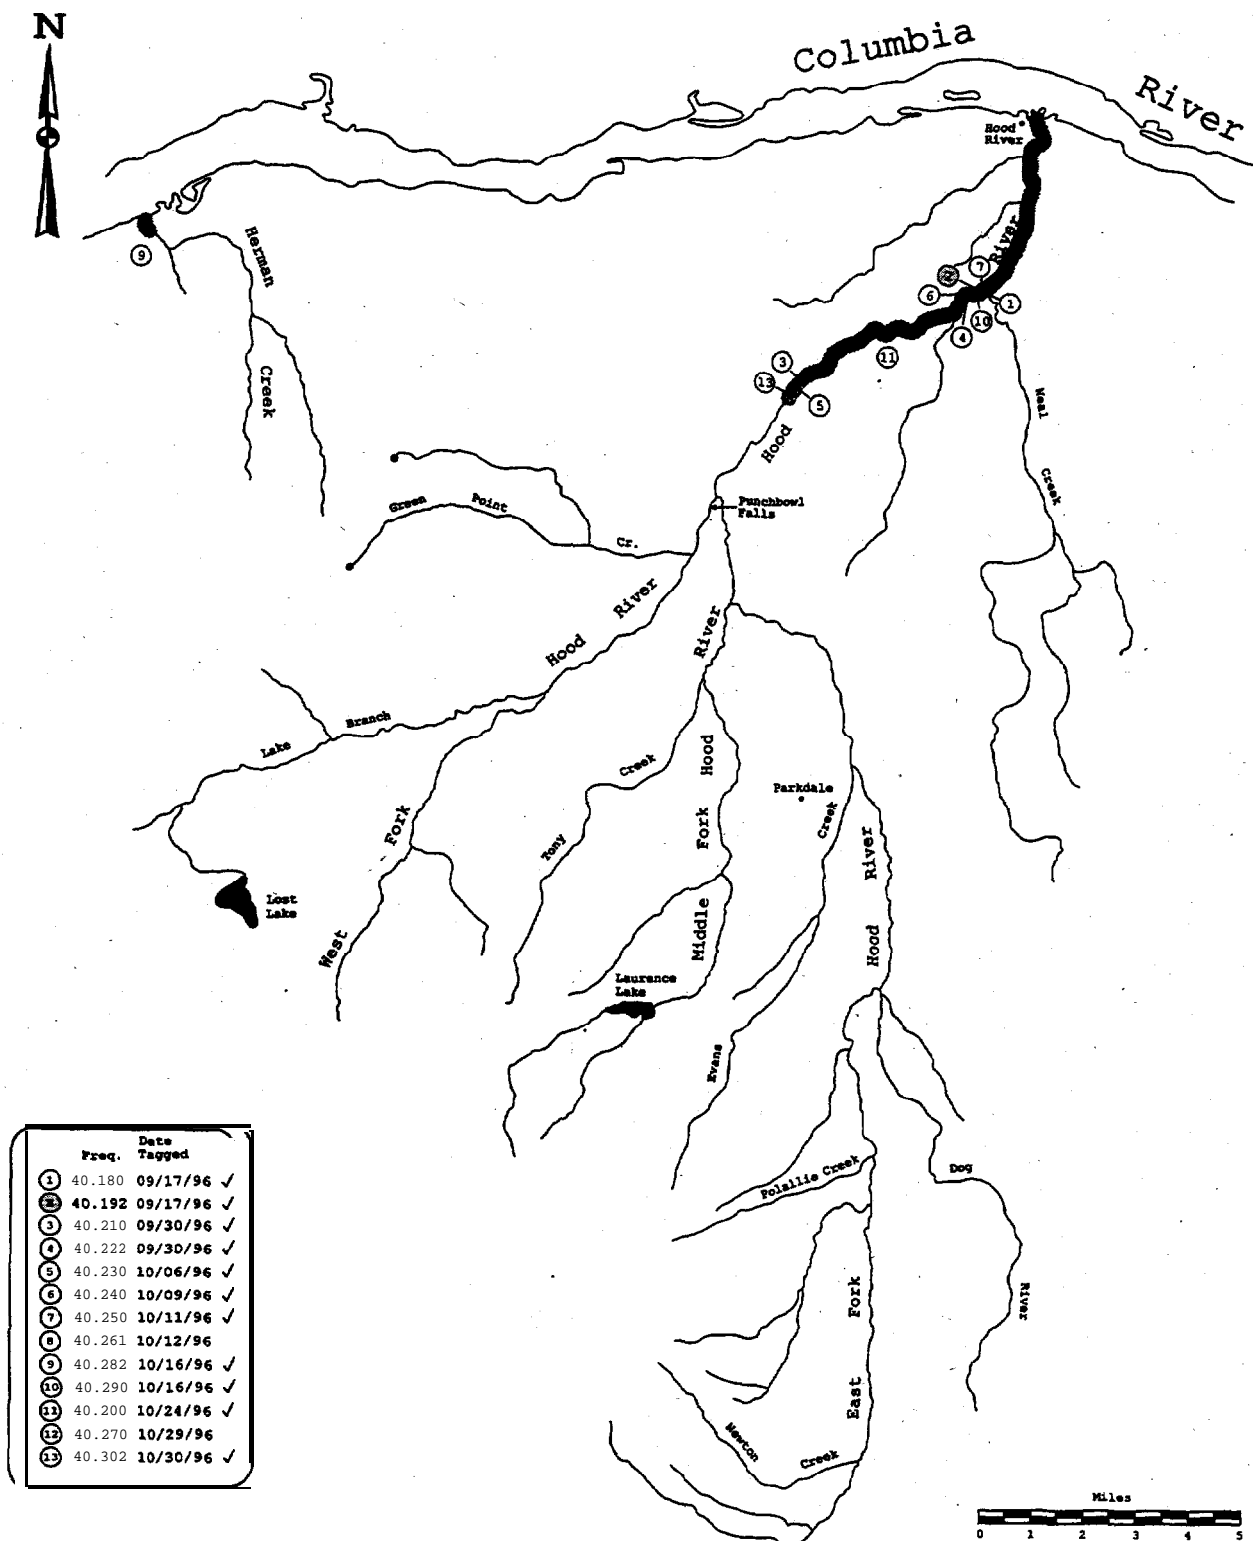 N
Columbia
River
Hood
River
Herman
Creek
9
River
7
2
6
1
10
4
11
3
13
5
Hood
Neal
Creek
Green Point Cr.
Punchbowl
Falls
Hood River
River
Lake Branch
Hood
Creek
Tony
Parkdale
Creek
Fork
West
Fork
Middle
River
Hood
Lost
Lake
Laurance
Lake
Evans
Polallie Creek
Dog
River
Fork
East
Newton
Creek
Freq. Date
Tagged
1 40.180 09/17/96 ✓
2 40.192 09/17/96 ✓
3 40.210 09/30/96 ✓
4 40.222 09/30/96 ✓
5 40.230 10/06/96 ✓
6 40.240 10/09/96 ✓
7 40.250 10/11/96 ✓
8 40.261 10/12/96
9 40.282 10/16/96 ✓
10 40.290 10/16/96 ✓
11 40.200 10/24/96 ✓
12 40.270 10/29/96
13 40.302 10/30/96 ✓
Miles
0 1 2 3 4 5